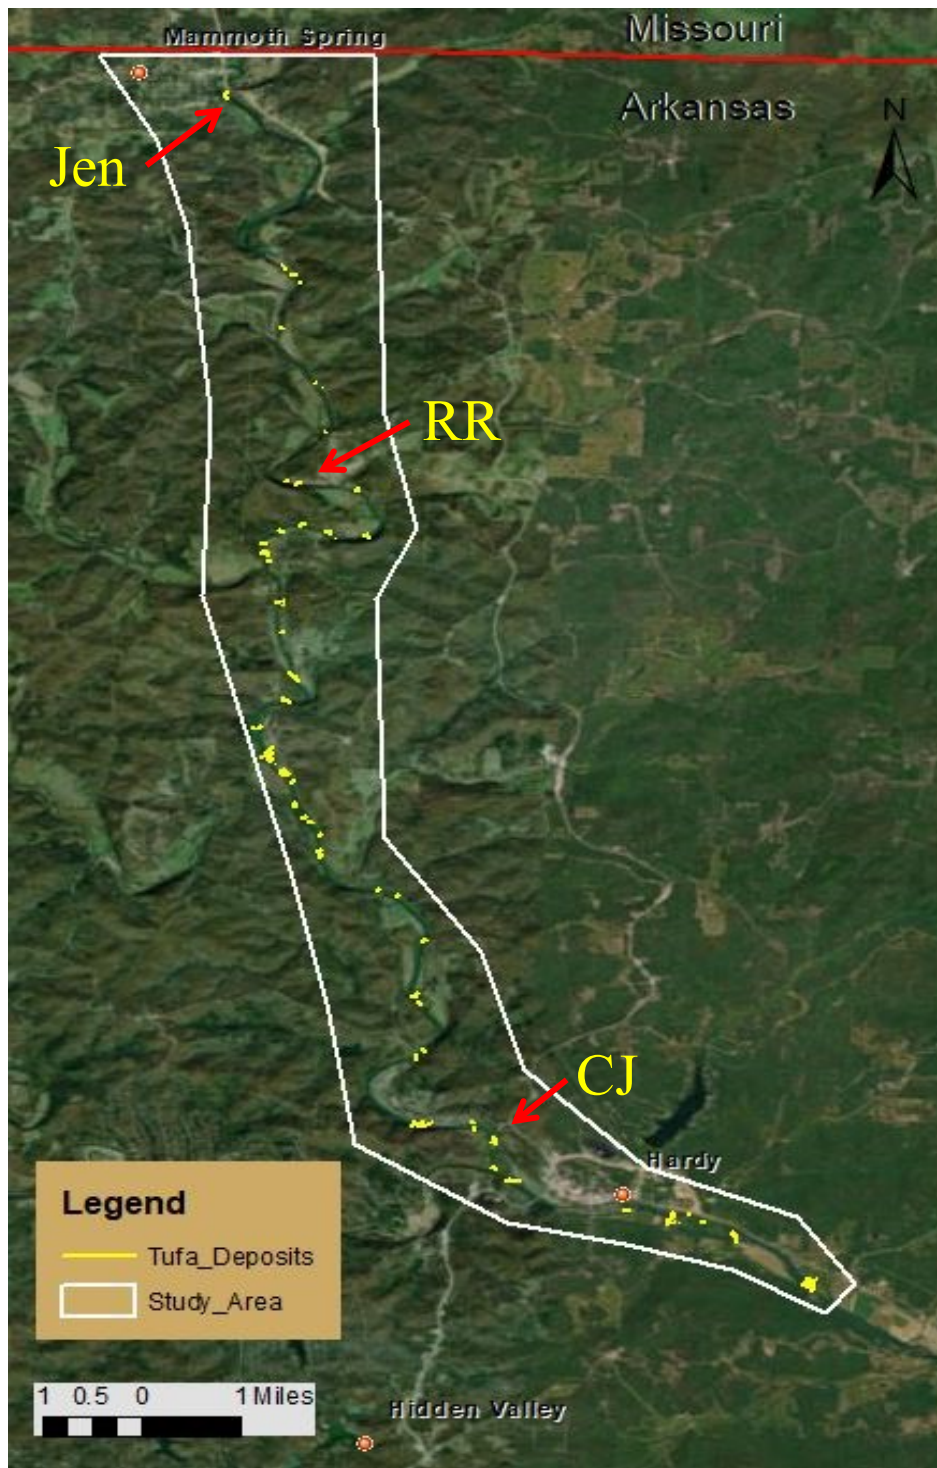 Mammoth Spring
Missouri
Arkansas
N
Jen
RR
CJ
Hardy
Legend
Tufa_Deposits
Study_Area
1 0.5 0 1 Miles
Hidden Valley